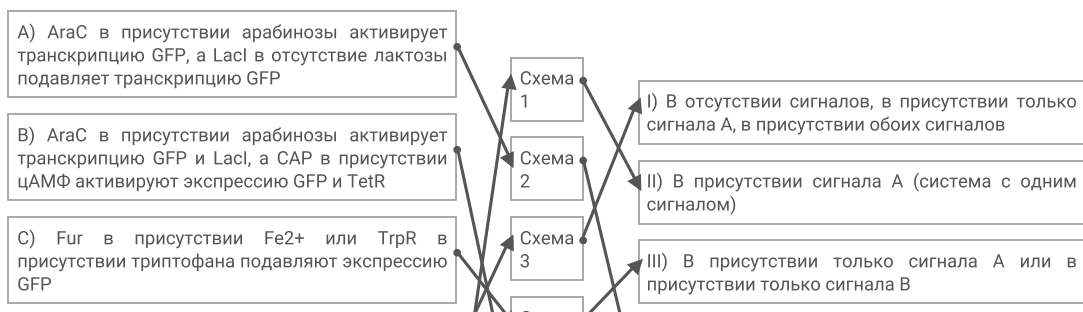 A) AraC в присутствии арабинозы активирует
транскрипцию GFP, а LacI в отсутствие лактозы
подавляет транскрипцию GFP
B) AraC в присутствии арабинозы активирует
транскрипцию GFP и LacI, а CAP в присутствии
цАМФ активируют экспрессию GFP и TetR
C) Fur в присутствии Fe2+ или TrpR в
присутствии триптофана подавляют экспрессию
GFP
Схема
1
Схема
2
Схема
3
I) В отсутствии сигналов, в присутствии только
сигнала А, в присутствии обоих сигналов
II) В присутствии сигнала А (система с одним
сигналом)
III) В присутствии только сигнала А или в
присутствии только сигнала В